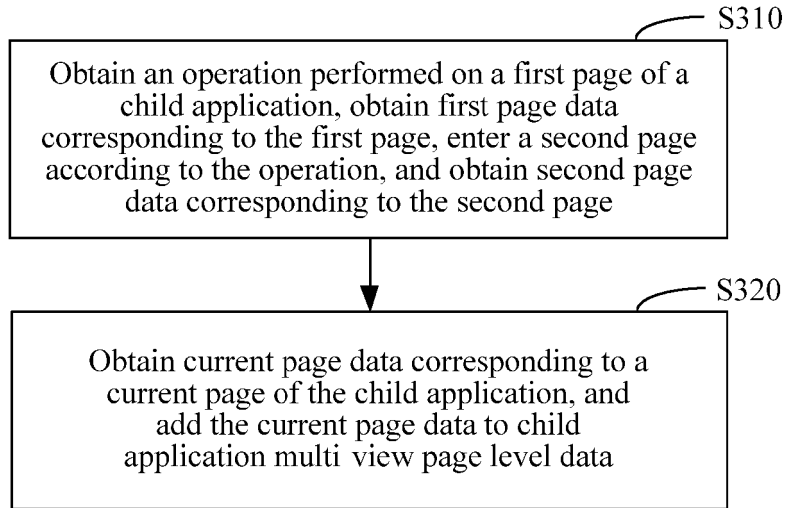 S310
Obtain an operation performed on a first page of a
child application, obtain first page data
corresponding to the first page, enter a second page
according to the operation, and obtain second page
data corresponding to the second page
S320
Obtain current page data corresponding to a
current page of the child application, and
add the current page data to child
application multi view page level data